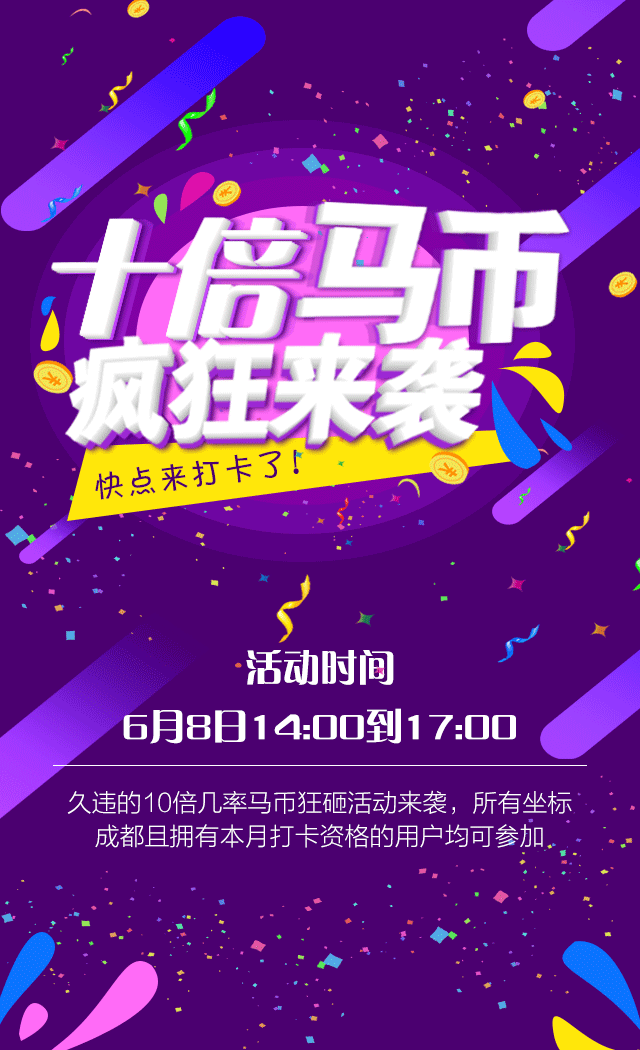 十倍马币
疯狂来袭
快点来打卡了!
活动时间
6月8日14:00到17:00
久违的10倍几率马币狂砸活动来袭，所有坐标
成都且拥有本月打卡资格的用户均可参加